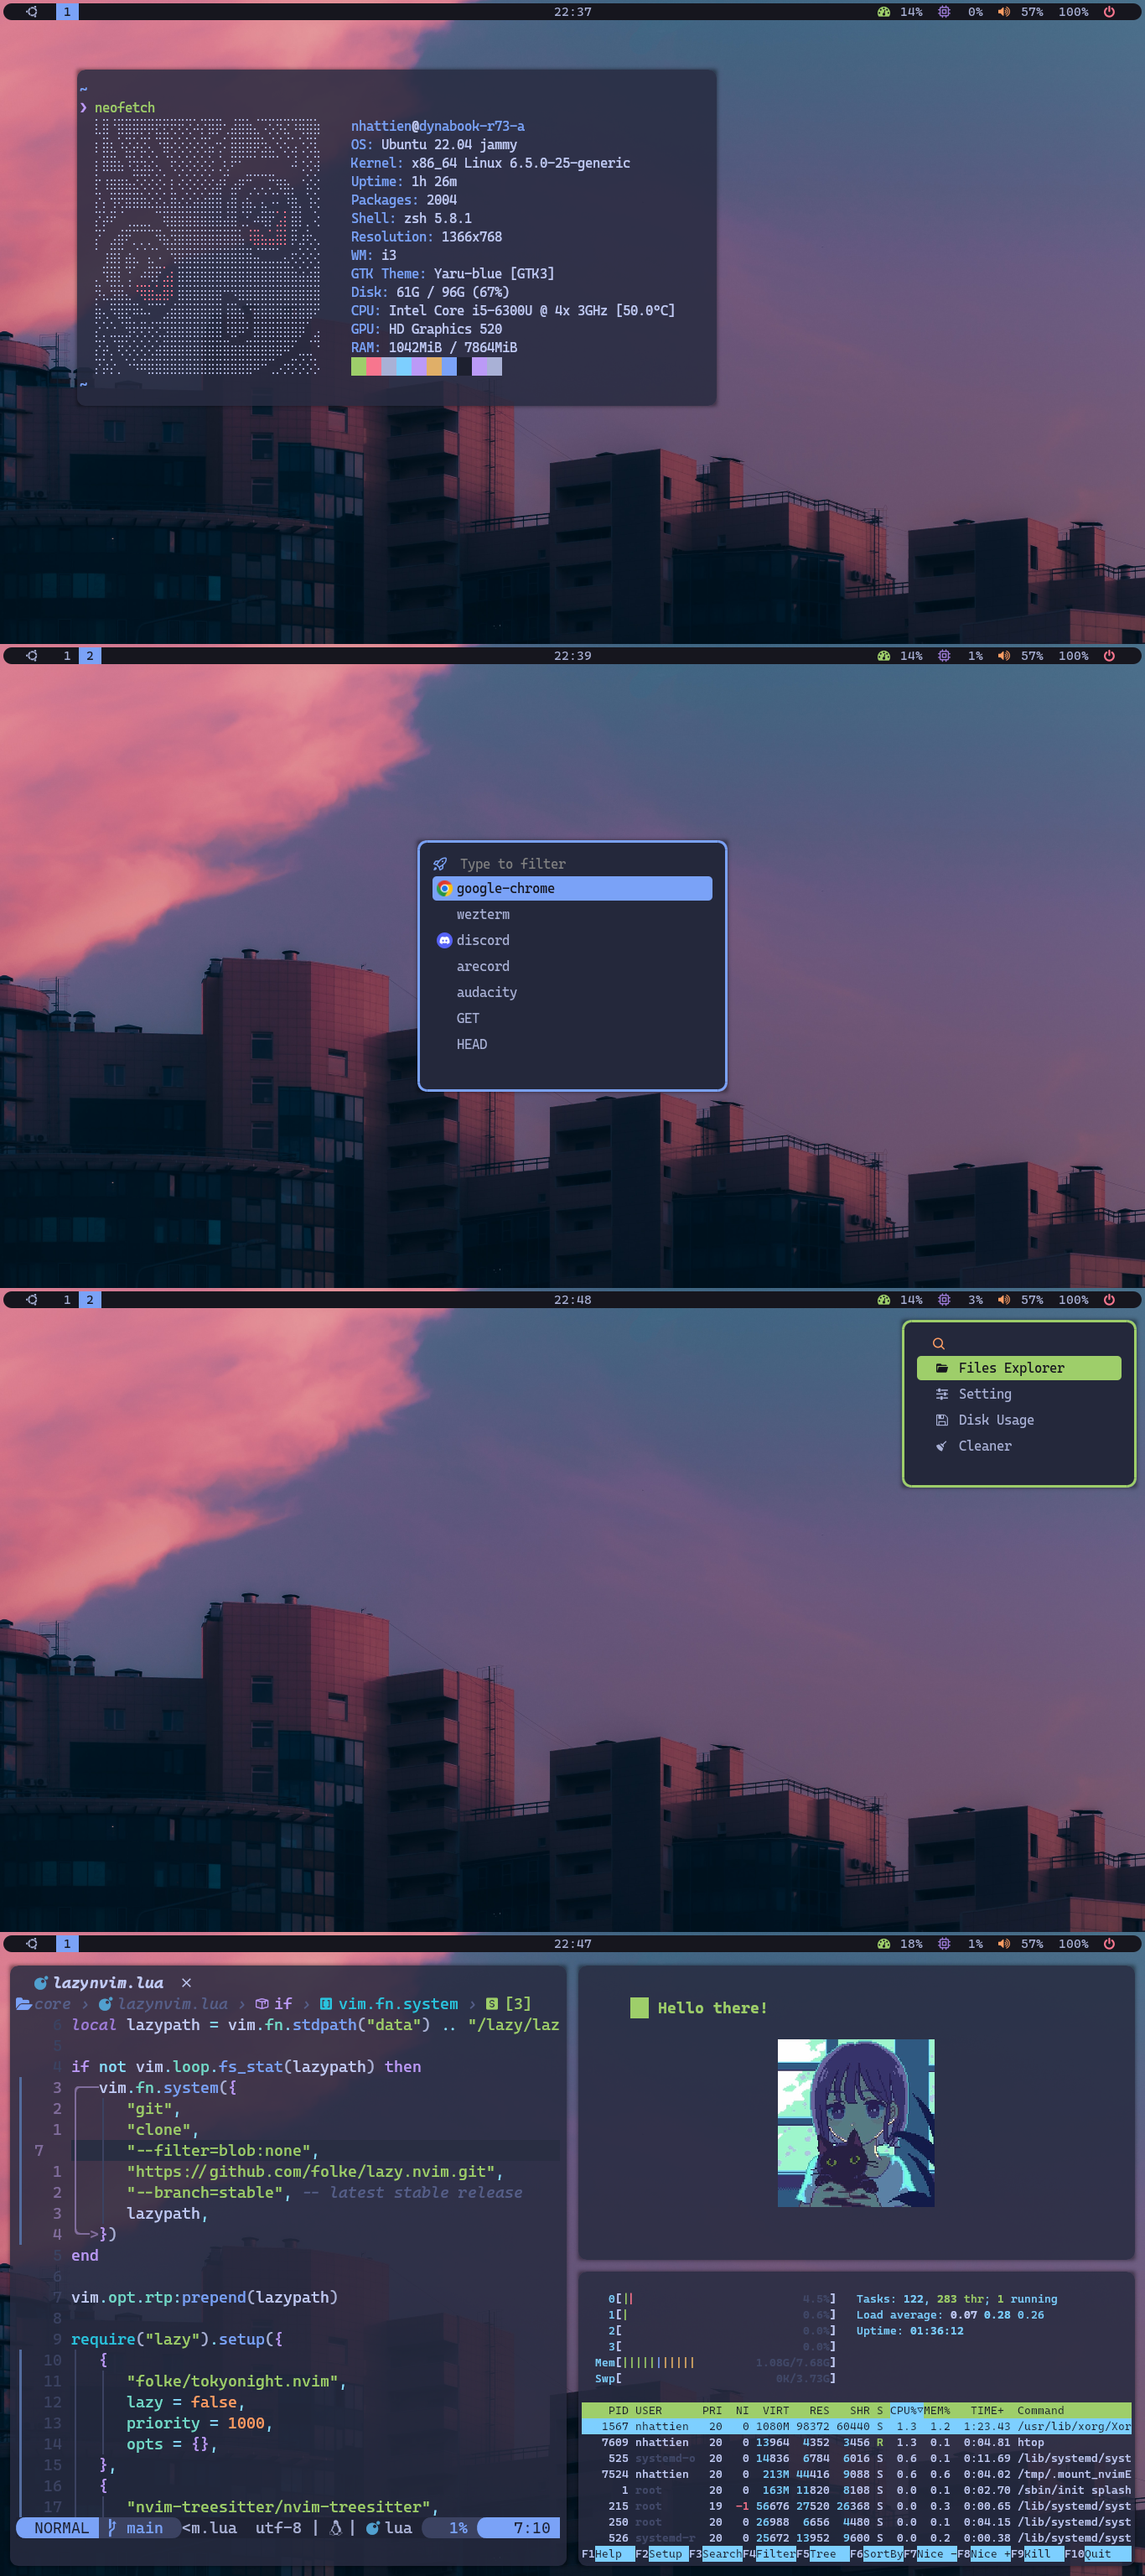 1 22:37 14% 0% 57% 100%
~
❯ neofetch
nhattien@dynabook-r73-a
OS: Ubuntu 22.04 jammy
Kernel: x86_64 Linux 6.5.0-25-generic
Uptime: 1h 26m
Packages: 2004
Shell: zsh 5.8.1
Resolution: 1366x768
WM: i3
GTK Theme: Yaru-blue [GTK3]
Disk: 61G / 96G (67%)
CPU: Intel Core i5-6300U @ 4x 3GHz [50.0°C]
GPU: HD Graphics 520
RAM: 1042MiB / 7864MiB
~
1 2 22:39 14% 1% 57% 100%
Type to filter
google-chrome
wezterm
discord
arecord
audacity
GET
HEAD
1 2 22:48 14% 3% 57% 100%
Files Explorer
Setting
Disk Usage
Cleaner
1 22:47 18% 1% 57% 100%
lazynvim.lua ×
core › lazynvim.lua › if › vim.fn.system › [3]
6 local lazypath = vim.fn.stdpath("data") .. "/lazy/laz
5
4 if not vim.loop.fs_stat(lazypath) then
3 vim.fn.system({
2 "git",
1 "clone",
7 "--filter=blob:none",
1 "https://github.com/folke/lazy.nvim.git",
2 "--branch=stable", -- latest stable release
3 lazypath,
4 })
5 end
6
7 vim.opt.rtp:prepend(lazypath)
8
9 require("lazy").setup({
10 {
11 "folke/tokyonight.nvim",
12 lazy = false,
13 priority = 1000,
14 opts = {},
15 },
16 {
17 "nvim-treesitter/nvim-treesitter",
NORMAL main <m.lua utf-8 | | lua 1% 7:10
Hello there!
0[|| 4.5%] Tasks: 122, 283 thr; 1 running
1[| 0.6%] Load average: 0.07 0.28 0.26
2[ 0.0%] Uptime: 01:36:12
3[ 0.0%]
Mem[||||||||||| 1.08G/7.68G]
Swp[ 0K/3.73G]
PID USER PRI NI VIRT RES SHR S CPU%▽MEM% TIME+ Command
1567 nhattien 20 0 1080M 98372 60440 S 1.3 1.2 1:23.43 /usr/lib/xorg/Xor
7609 nhattien 20 0 13964 4352 3456 R 1.3 0.1 0:04.81 htop
525 systemd-o 20 0 14836 6784 6016 S 0.6 0.1 0:11.69 /lib/systemd/syst
7524 nhattien 20 0 213M 44416 9088 S 0.6 0.6 0:04.02 /tmp/.mount_nvimE
1 root 20 0 163M 11820 8108 S 0.0 0.1 0:02.70 /sbin/init splash
215 root 19 -1 56676 27520 26368 S 0.0 0.3 0:00.65 /lib/systemd/syst
250 root 20 0 26988 6656 4480 S 0.0 0.1 0:04.15 /lib/systemd/syst
526 systemd-r 20 0 25672 13952 9600 S 0.0 0.2 0:00.38 /lib/systemd/syst
F1Help F2Setup F3SearchF4FilterF5Tree F6SortByF7Nice -F8Nice +F9Kill F10Quit